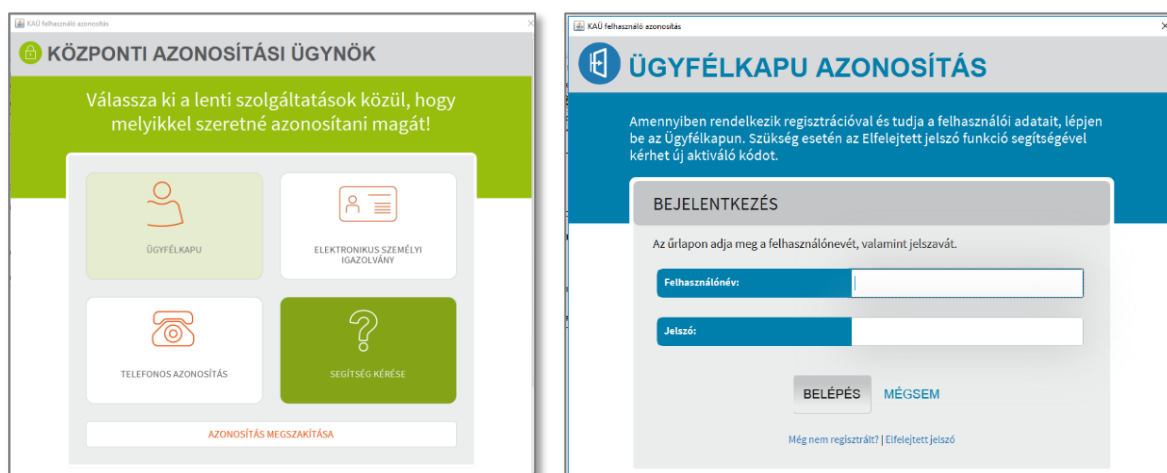 KAÜ felhasználó azonosítás
KÖZPONTI AZONOSÍTÁSI ÜGYNÖK
Válassza ki a lenti szolgáltatások közül, hogy
melyikkel szeretné azonosítani magát!
ÜGYFÉLKAPU
ELEKTRONIKUS SZEMÉLYI
IGAZOLVÁNY
TELEFONOS AZONOSÍTÁS
SEGÍTSÉG KÉRÉSE
AZONOSÍTÁS MEGSZAKÍTÁSA
KAÜ felhasználó azonosítás
ÜGYFÉLKAPU AZONOSÍTÁS
Amennyiben rendelkezik regisztrációval és tudja a felhasználói adatait, lépjen
be az Ügyfélkapun. Szükség esetén az Elfelejtett jelszó funkció segítségével
kérhet új aktiváló kódot.
BEJELENTKEZÉS
Az űrlapon adja meg a felhasználónevét, valamint jelszavát.
Felhasználónév:
Jelszó:
BELÉPÉS MÉGSEM
Még nem regisztrált? | Elfelejtett jelszó